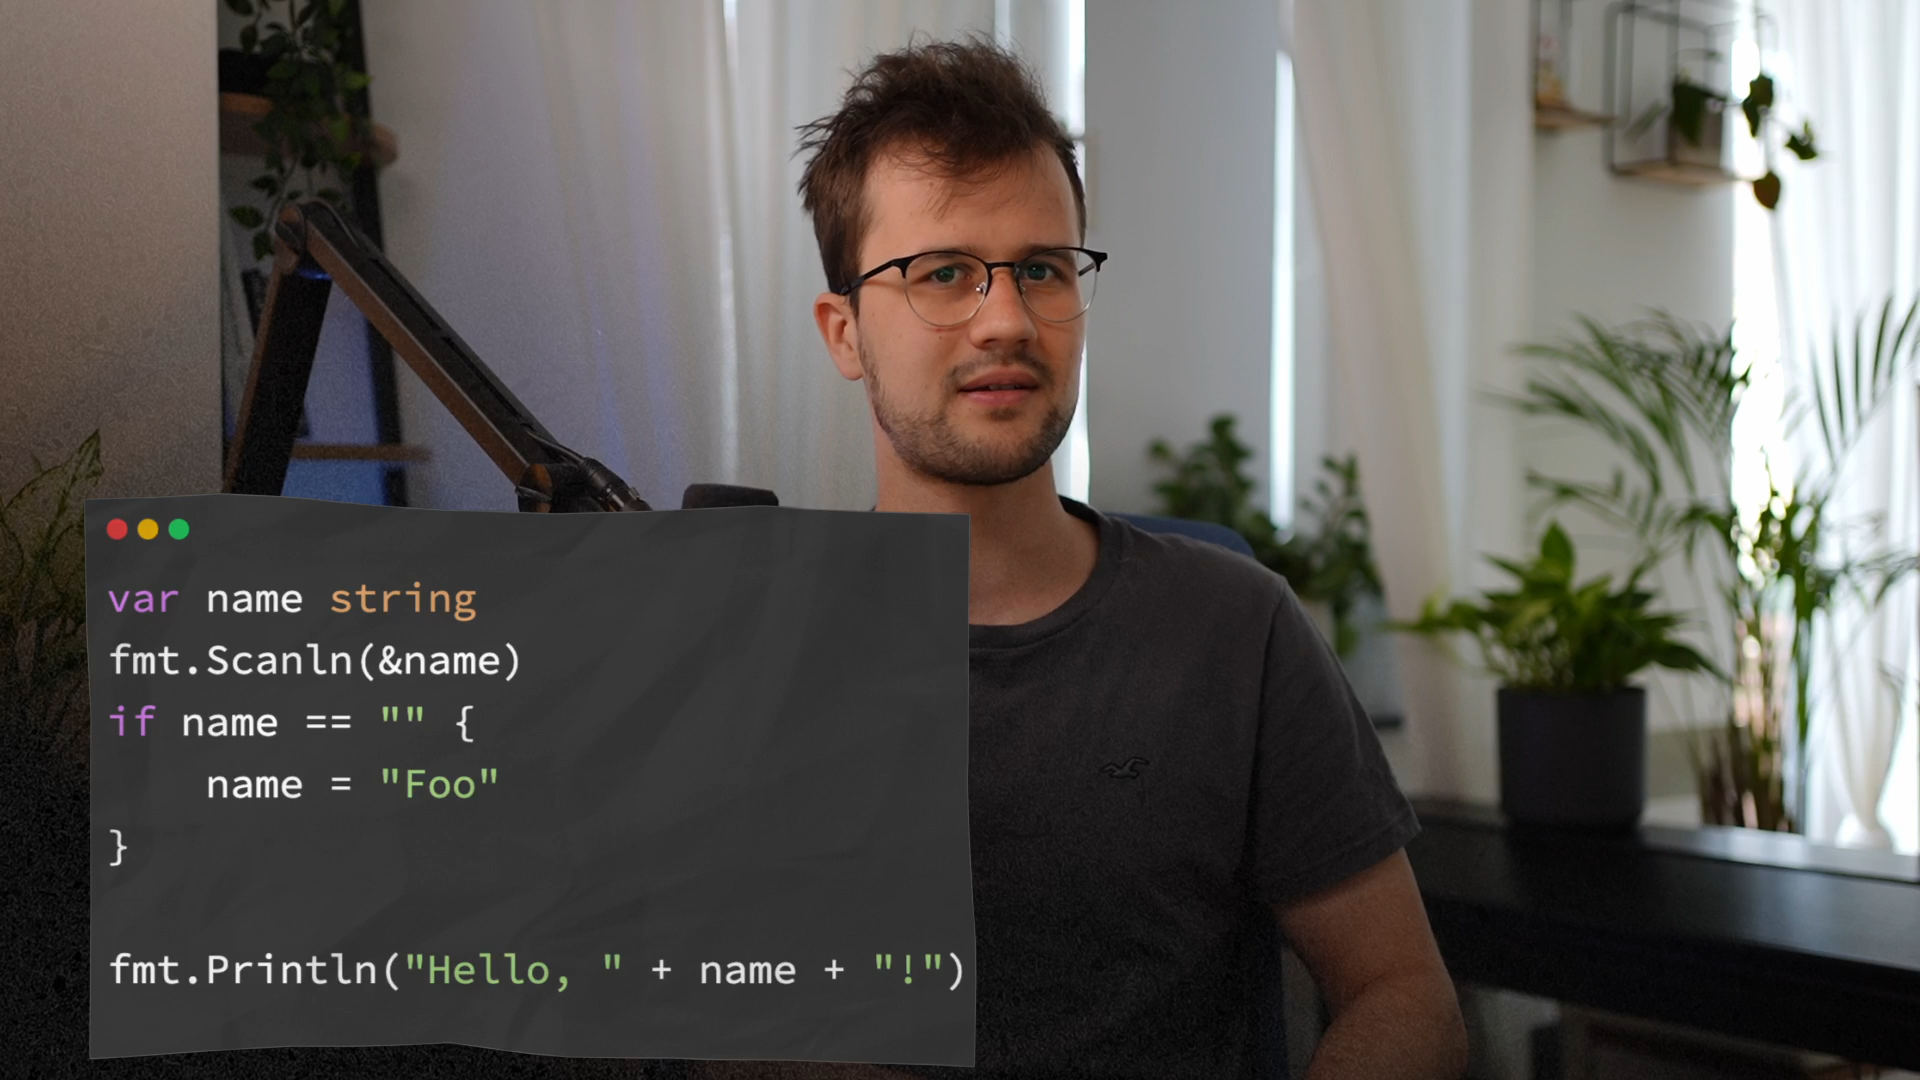 var name string
fmt.Scanln(&name)
if name == "" {
    name = "Foo"
}
fmt.Println("Hello, " + name + "!")